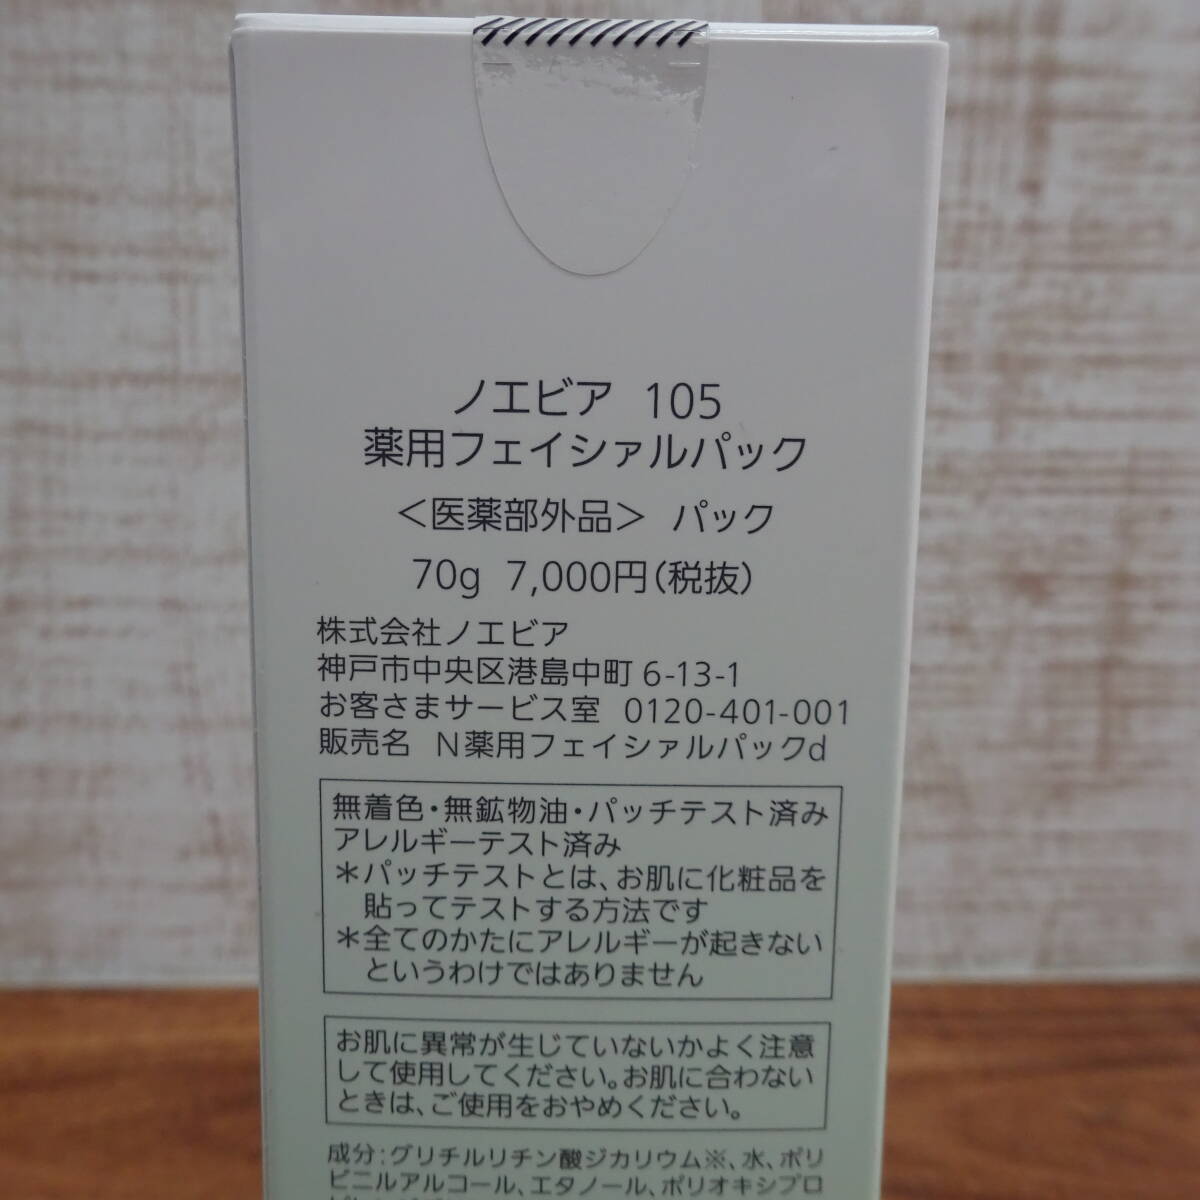 ノエビア 105
薬用フェイシャルパック
＜医薬部外品＞ パック
70g 7,000円(税抜)
株式会社ノエビア
神戸市中央区港島中町 6-13-1
お客さまサービス室 0120-401-001
販売名 N薬用フェイシャルパックd
無着色・無鉱物油・パッチテスト済み
アレルギーテスト済み
＊パッチテストとは、お肌に化粧品を
貼ってテストする方法です
＊全てのかたにアレルギーが起きない
というわけではありません
お肌に異常が生じていないかよく注意
して使用してください。お肌に合わない
ときは、ご使用をおやめください。
成分：グリチルリチン酸ジカリウム※、水、ポリ
ビニルアルコール、エタノール、ポリオキシプロ